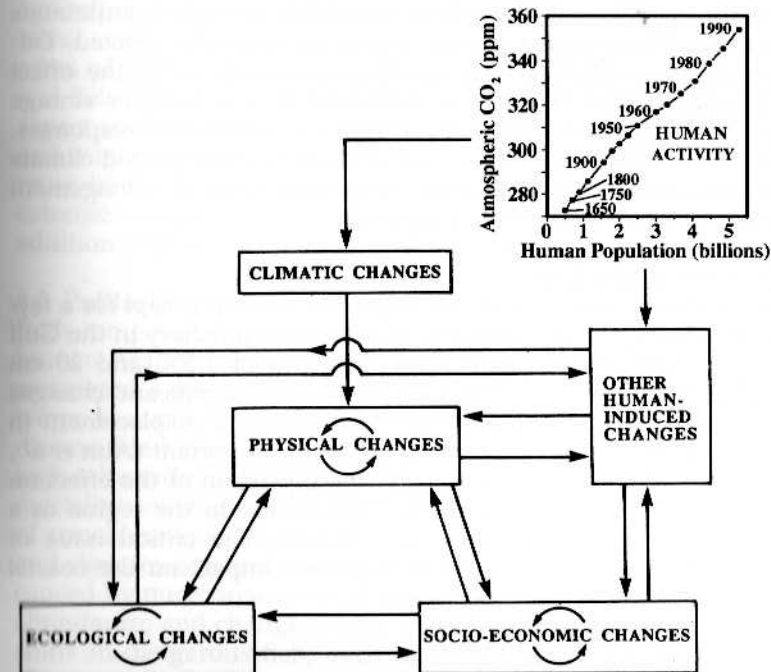 Atmospheric CO2 (ppm)
360
340
320
300
280
1990
1980
1970
1960
1950
1900
1800
1750
1650
HUMAN
ACTIVITY
0 1 2 3 4 5
Human Population (billions)
CLIMATIC CHANGES
OTHER
HUMAN-
INDUCED
CHANGES
PHYSICAL CHANGES
ECOLOGICAL CHANGES
SOCIO-ECONOMIC CHANGES